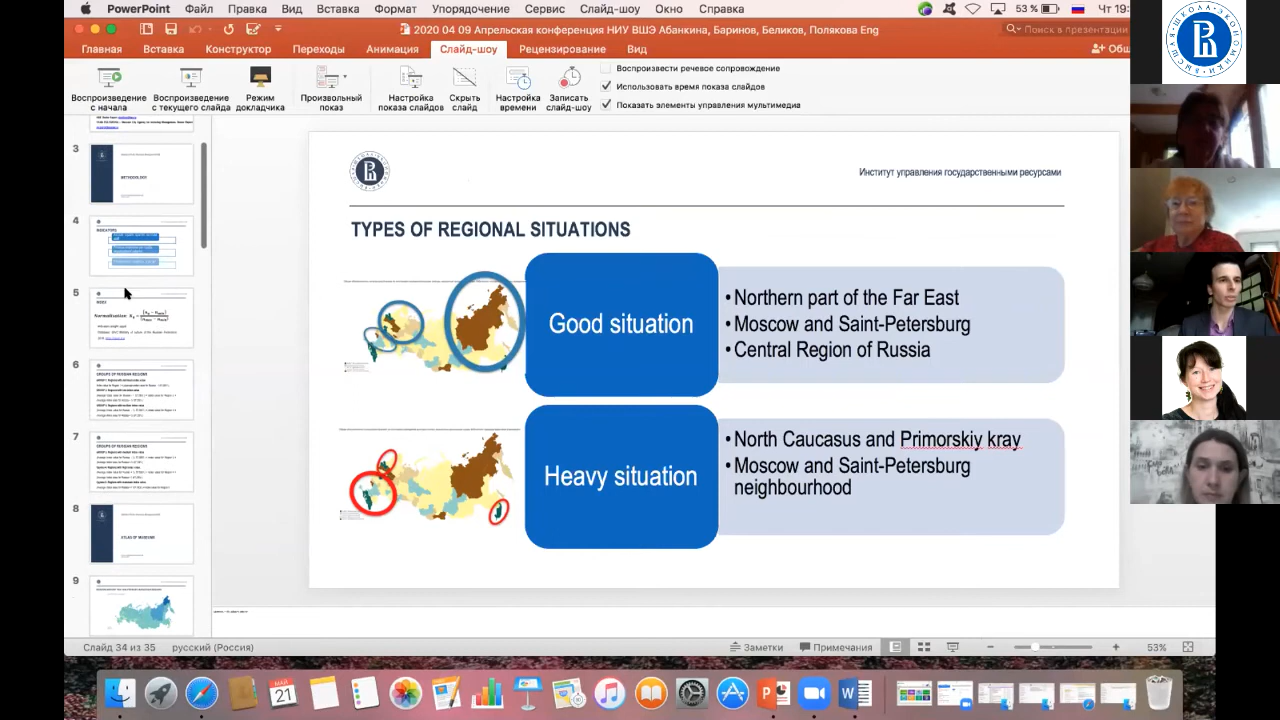 PowerPoint Файл Правка Вид Вставка Формат Упорядочение Сервис Слайд-шоу Окно Справка 53 % Чт 19:
2020 04 09 Апрельская конференция НИУ ВШЭ Абанкина, Баринов, Беликов, Полякова Eng
Поиск в презентации
Главная Вставка Конструктор Переходы Анимация Слайд-шоу Рецензирование Вид
Воспроизведение с начала
Воспроизведение с текущего слайда
Режим докладчика
Произвольный показ
Настройка показа слайдов
Скрыть слайд
Настройка времени
Записать слайд-шоу
Воспроизвести речевое сопровождение
Использовать время показа слайдов
Показать элементы управления мультимедиа
3
METHODOLOGY
4
INDICATORS
5
INDEX
6
GROUPS OF RUSSIAN REGIONS
7
GROUPS OF RUSSIAN REGIONS
8
ATLAS OF MUSEUMS
9
Институт управления государственными ресурсами
TYPES OF REGIONAL SITUATIONS
Good situation
• Northern part of the Far East
• Moscow and Saint-Petersburg
• Central Region of Russia
Heavy situation
• North Caucasus and Primorskiy kray
• Moscow and Saint-Petersburg
neighbourhood
Слайд 34 из 35 русский (Россия) Заметки Примечания 53%
МАЙ
21